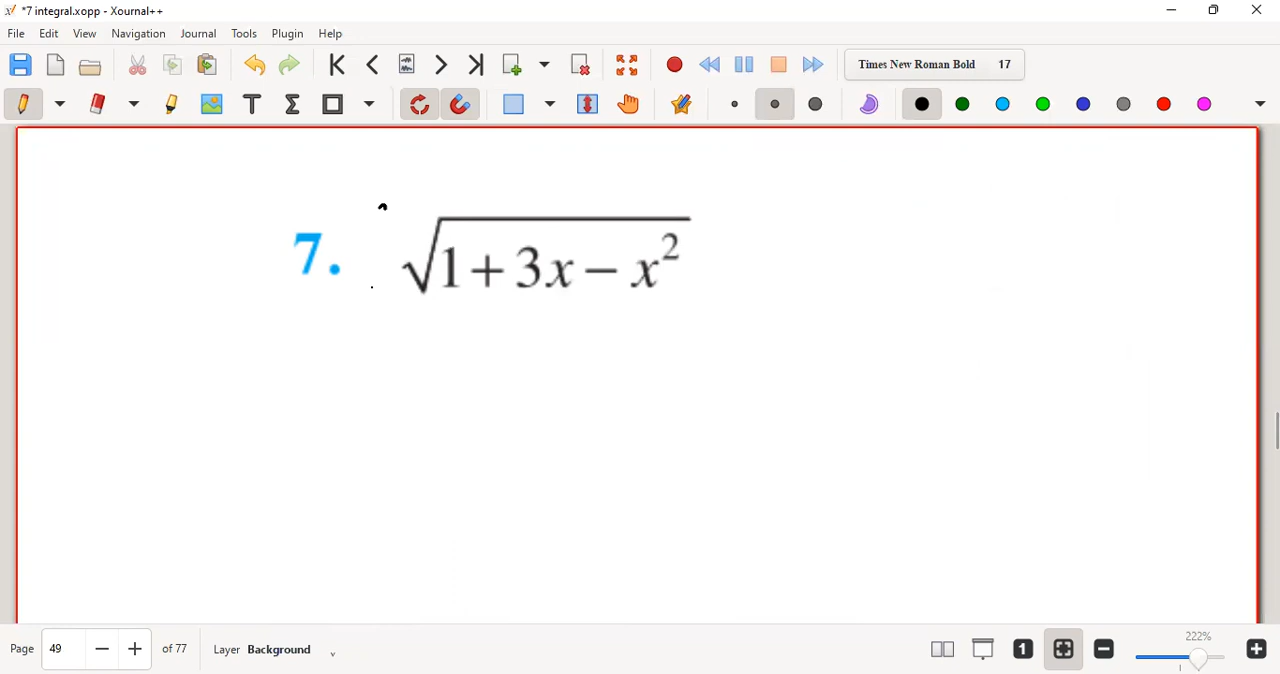 *7 integral.xopp - Xournal++
File Edit View Navigation Journal Tools Plugin Help
Times New Roman Bold 17
7. √1+3x−x²
Page 49 of 77 Layer Background 1 222%